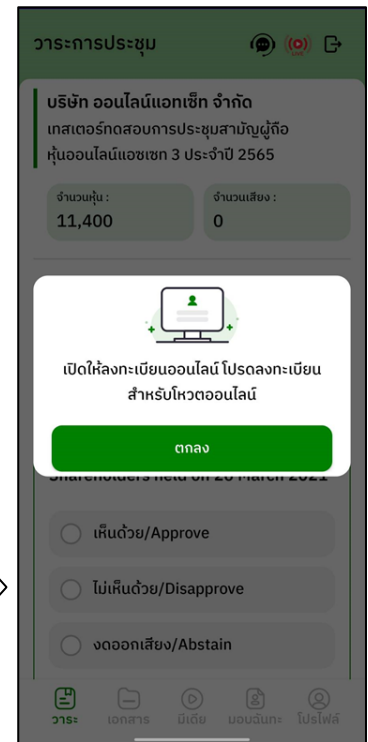 วาระการประชุม
LIVE
บริษัท ออนไลน์แอทเซ็ท จำกัด
เทสเตอร์ทดสอบการประชุมสามัญผู้ถือ
หุ้นออนไลน์แอซเซท 3 ประจำปี 2565
จำนวนหุ้น : จำนวนเสียง :
11,400 0
เปิดให้ลงทะเบียนออนไลน์ โปรดลงทะเบียน
สำหรับโหวตออนไลน์
ตกลง
Shareholders held on 20 March 2021
เห็นด้วย/Approve
ไม่เห็นด้วย/Disapprove
งดออกเสียง/Abstain
วาระ เอกสาร มีเดีย มอบฉันทะ โปรไฟล์